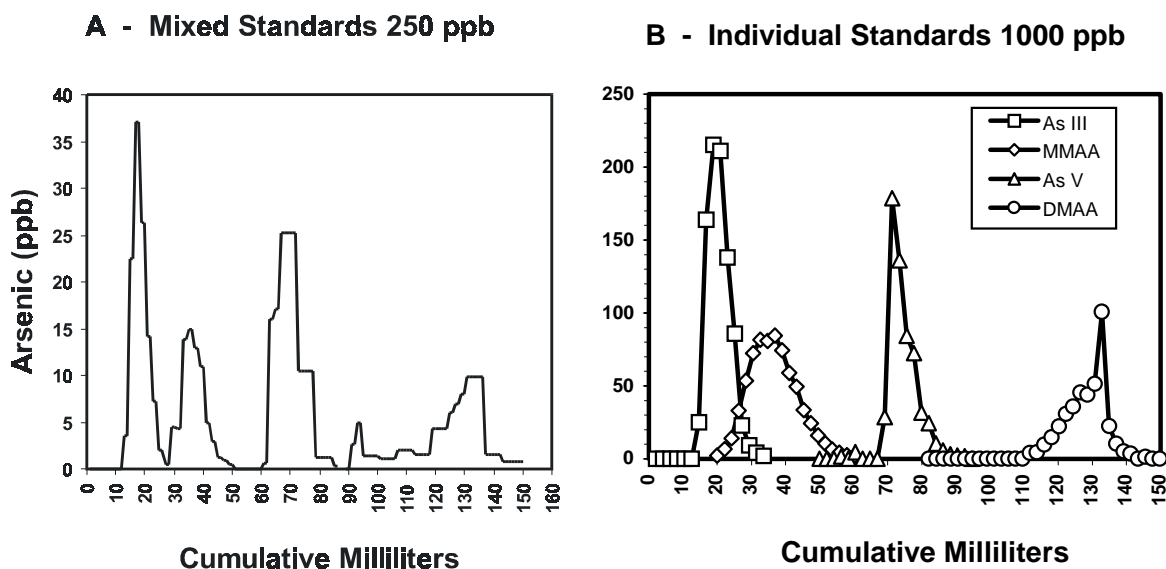 A - Mixed Standards 250 ppb
Arsenic (ppb)
40
35
30
25
20
15
10
5
0
0 10 20 30 40 50 60 70 80 90 100 110 120 130 140 150 160
Cumulative Milliliters
B - Individual Standards 1000 ppb
250
200
150
100
50
0
As III
MMAA
As V
DMAA
0 10 20 30 40 50 60 70 80 90 100 110 120 130 140 150
Cumulative Milliliters